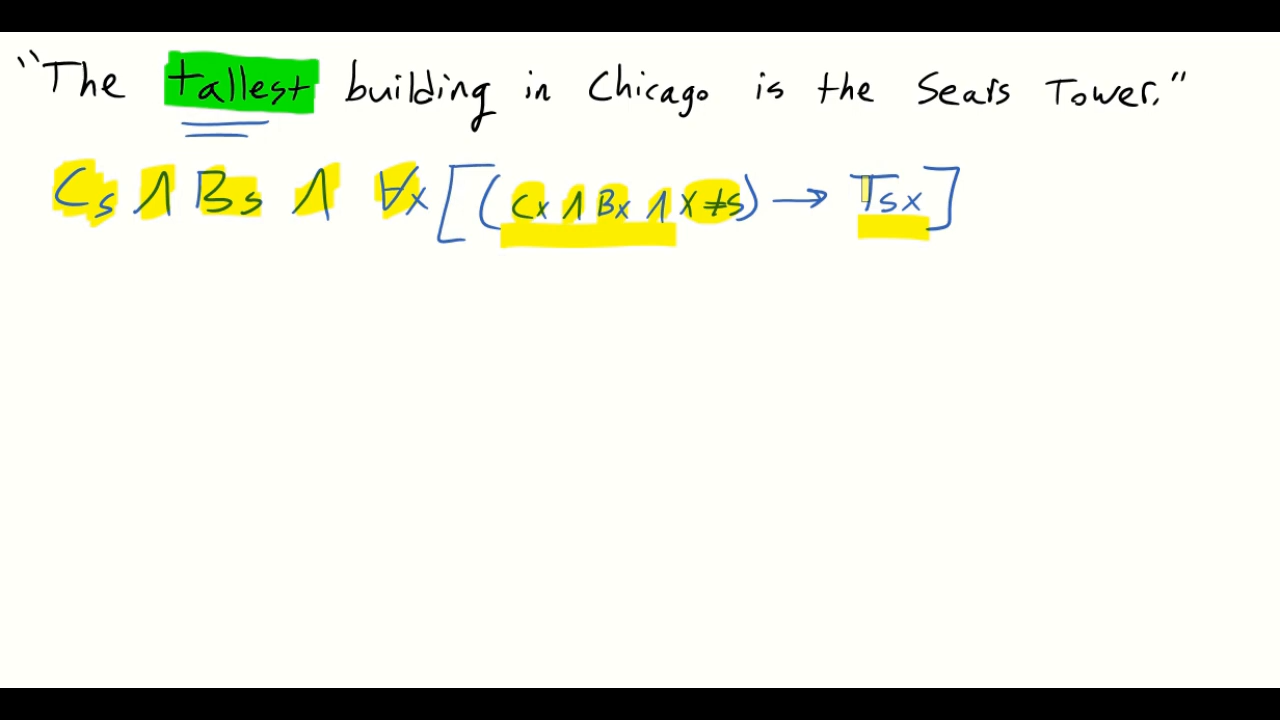 "The tallest building in Chicago is the Sears Tower."
Cs ∧ Bs ∧ ∀x[(Cx ∧ Bx ∧ x≠s) → Tsx]